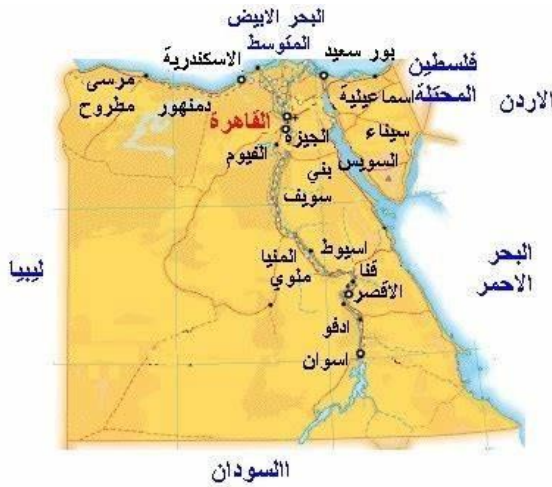 البحر الابيض
المتوسط
بور سعيد
الاسكندرية
فلسطين
المحتلة
الاردن
مرسى
مطروح
دمنهور
اسماعيلية
القاهرة
الجيز
سيناء
الفيوم
السويس
بني
سويف
ليبيا
البحر
الاحمر
اسيوط
المنيا
ملوي
قنا
الاقصر
ادفو
اسوان
االسودان